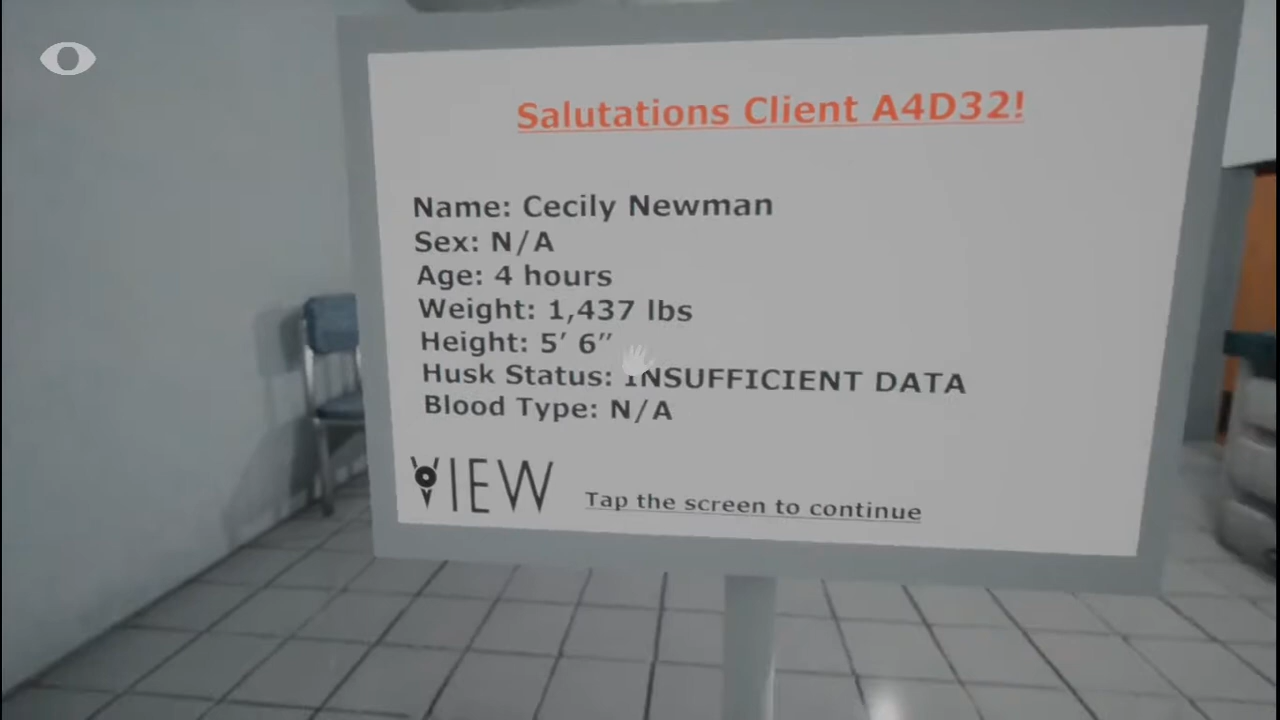 Salutations Client A4D32!
Name: Cecily Newman
Sex: N/A
Age: 4 hours
Weight: 1,437 lbs
Height: 5′ 6″
Husk Status: INSUFFICIENT DATA
Blood Type: N/A
VIEW
Tap the screen to continue